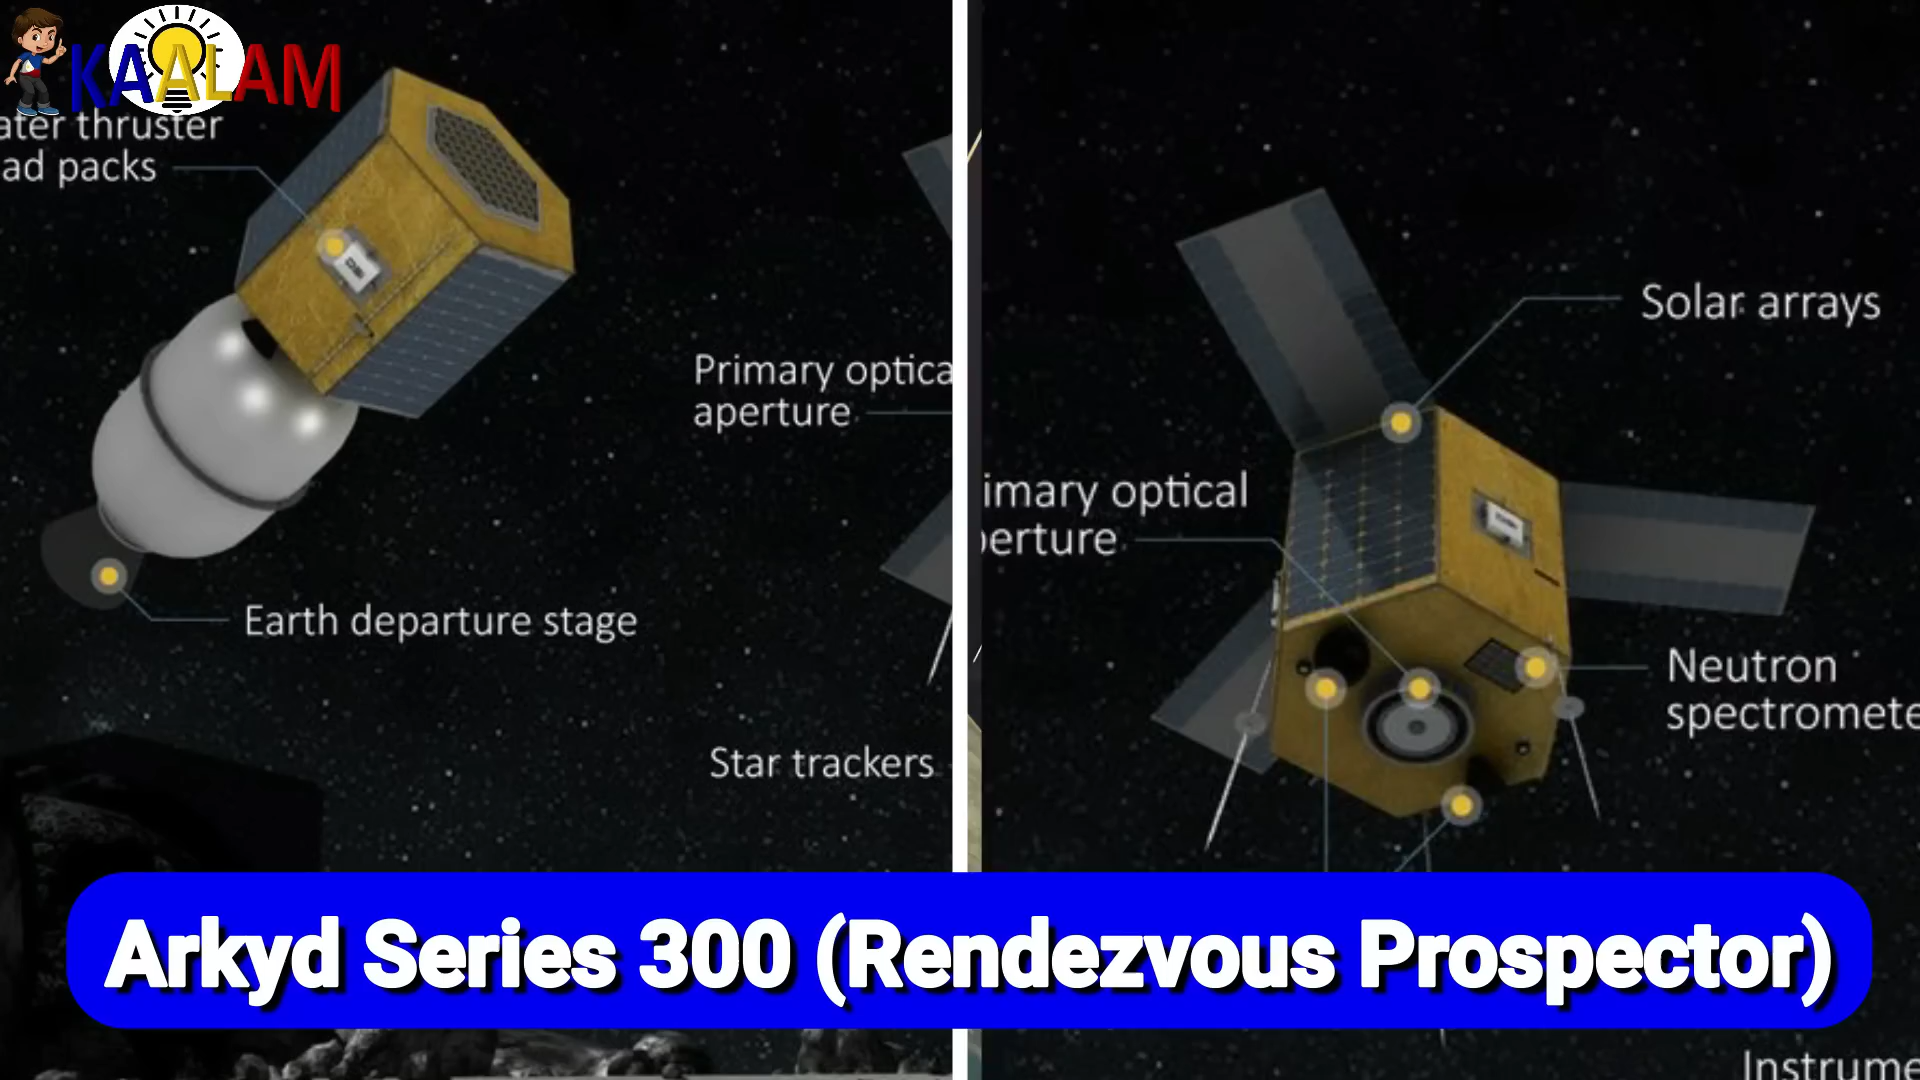 KAALAM
ater thruster
ad packs
Earth departure stage
Primary optica
aperture
Star trackers
Solar arrays
imary optical
perture
Neutron
spectromete
Arkyd Series 300 (Rendezvous Prospector)
Instrume